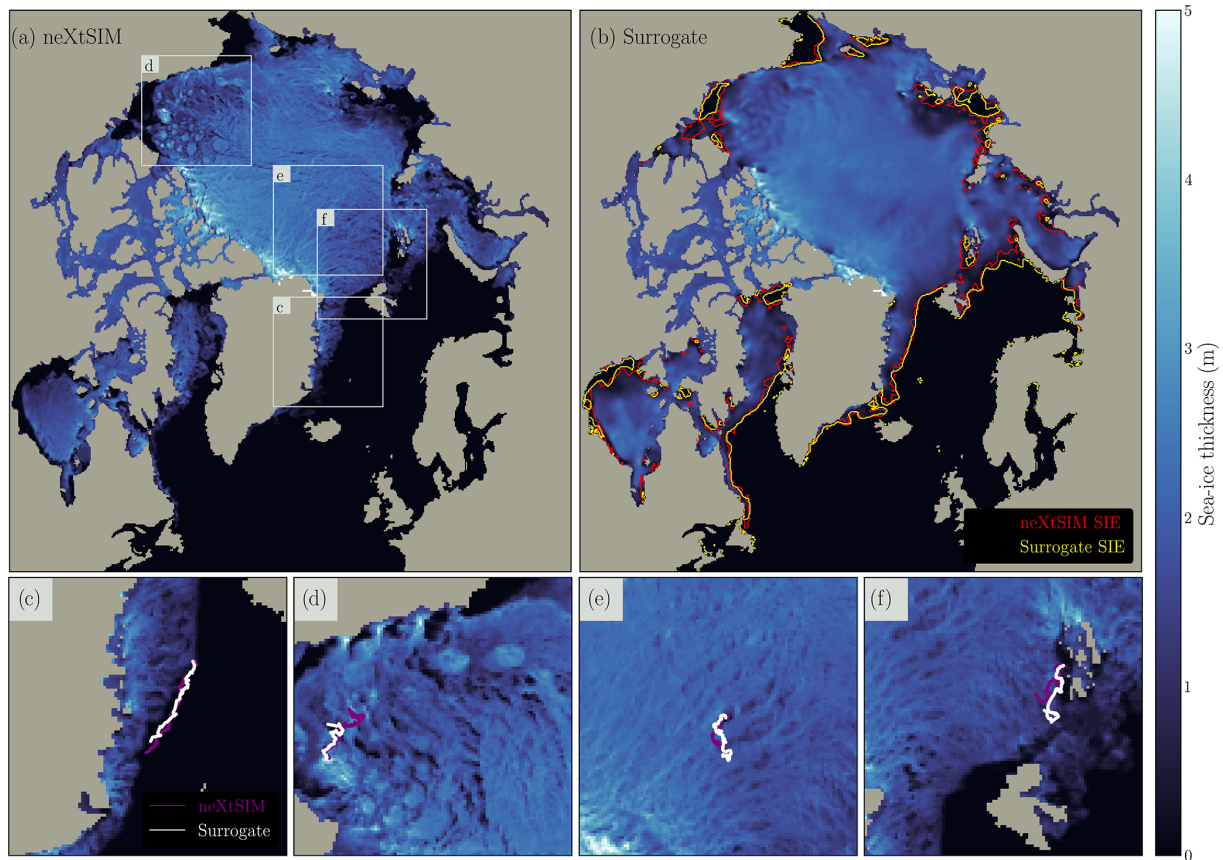 (a) neXtSIM
(b) Surrogate
d
e
f
c
neXtSIM SIE
Surrogate SIE
(c)
(d)
(e)
(f)
neXtSIM
Surrogate
5
4
3
2
1
0
Sea-ice thickness (m)